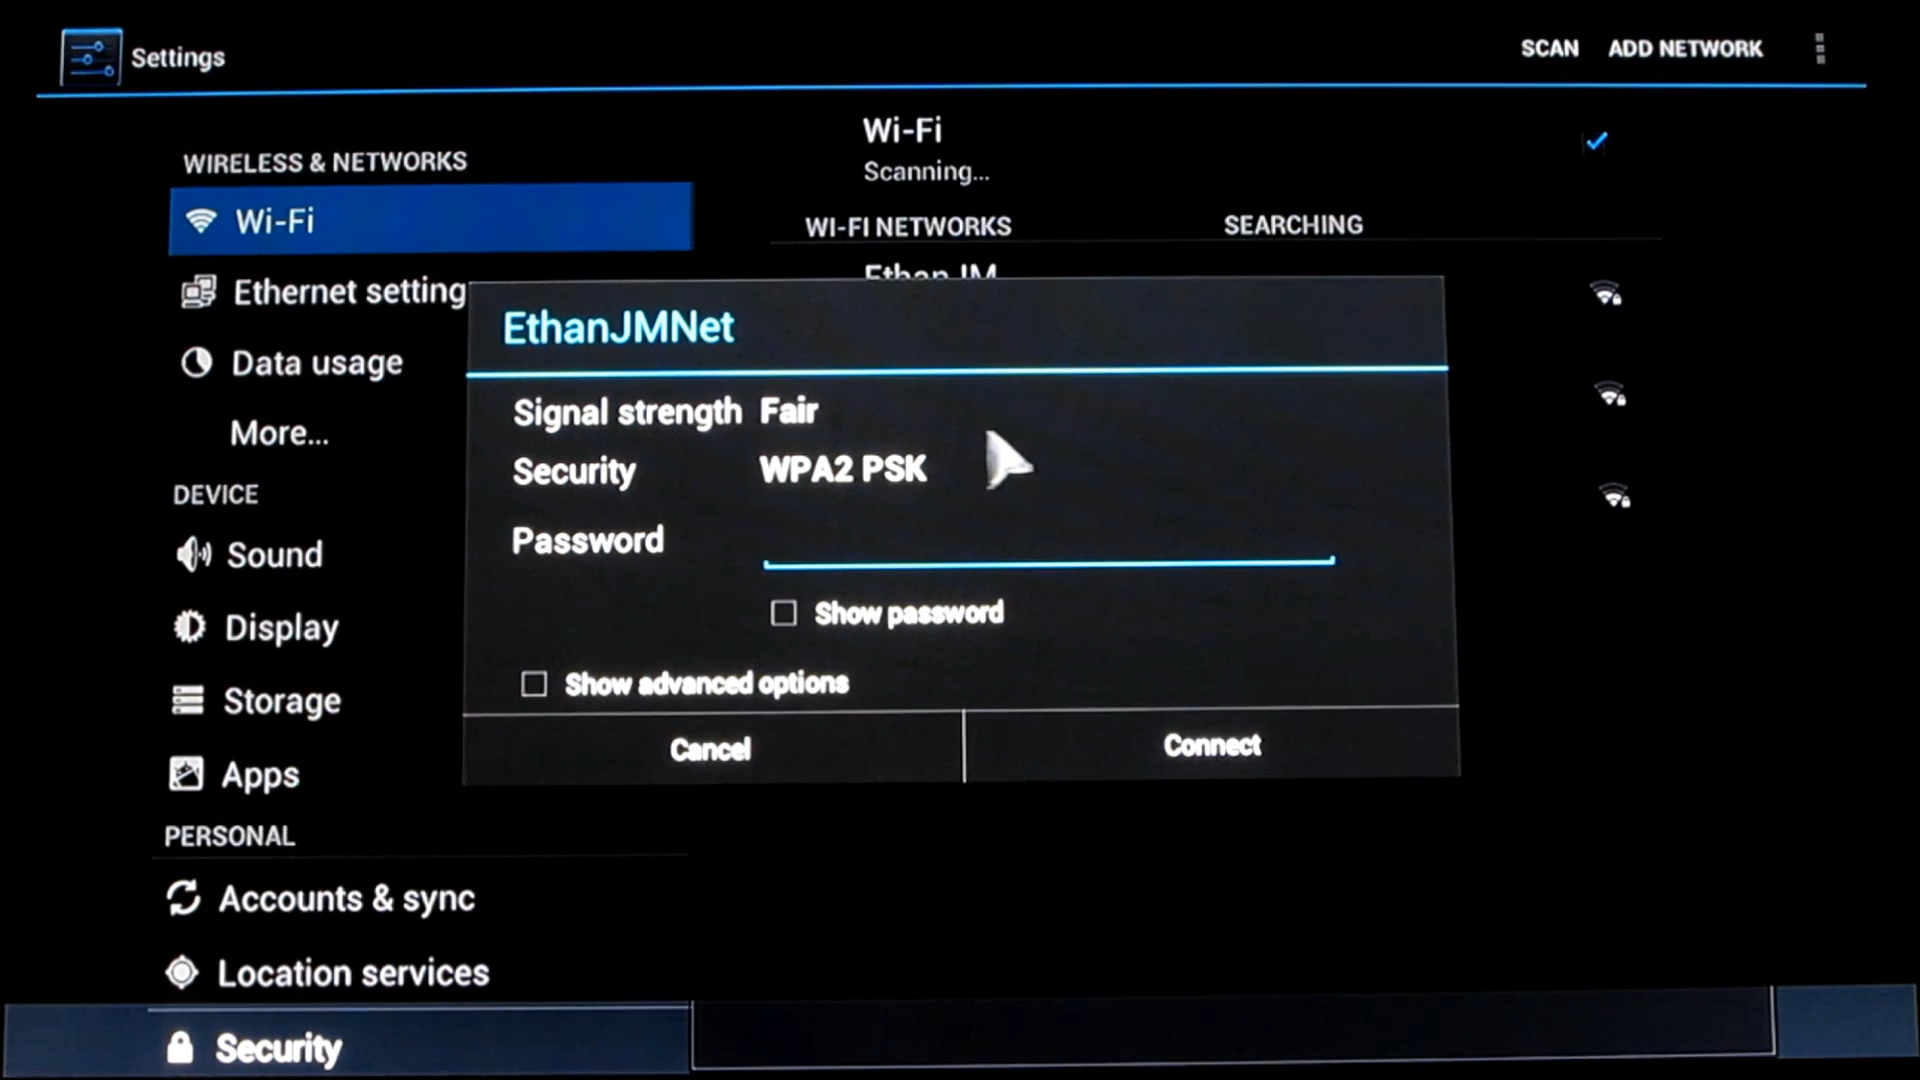 Settings
SCAN
ADD NETWORK
WIRELESS & NETWORKS
Wi-Fi
Ethernet setting
Data usage
More...
DEVICE
Sound
Display
Storage
Apps
PERSONAL
Accounts & sync
Location services
Security
Wi-Fi
Scanning...
WI-FI NETWORKS
SEARCHING
EthanJM
EthanJMNet
Signal strength Fair
Security WPA2 PSK
Password
Show password
Show advanced options
Cancel
Connect